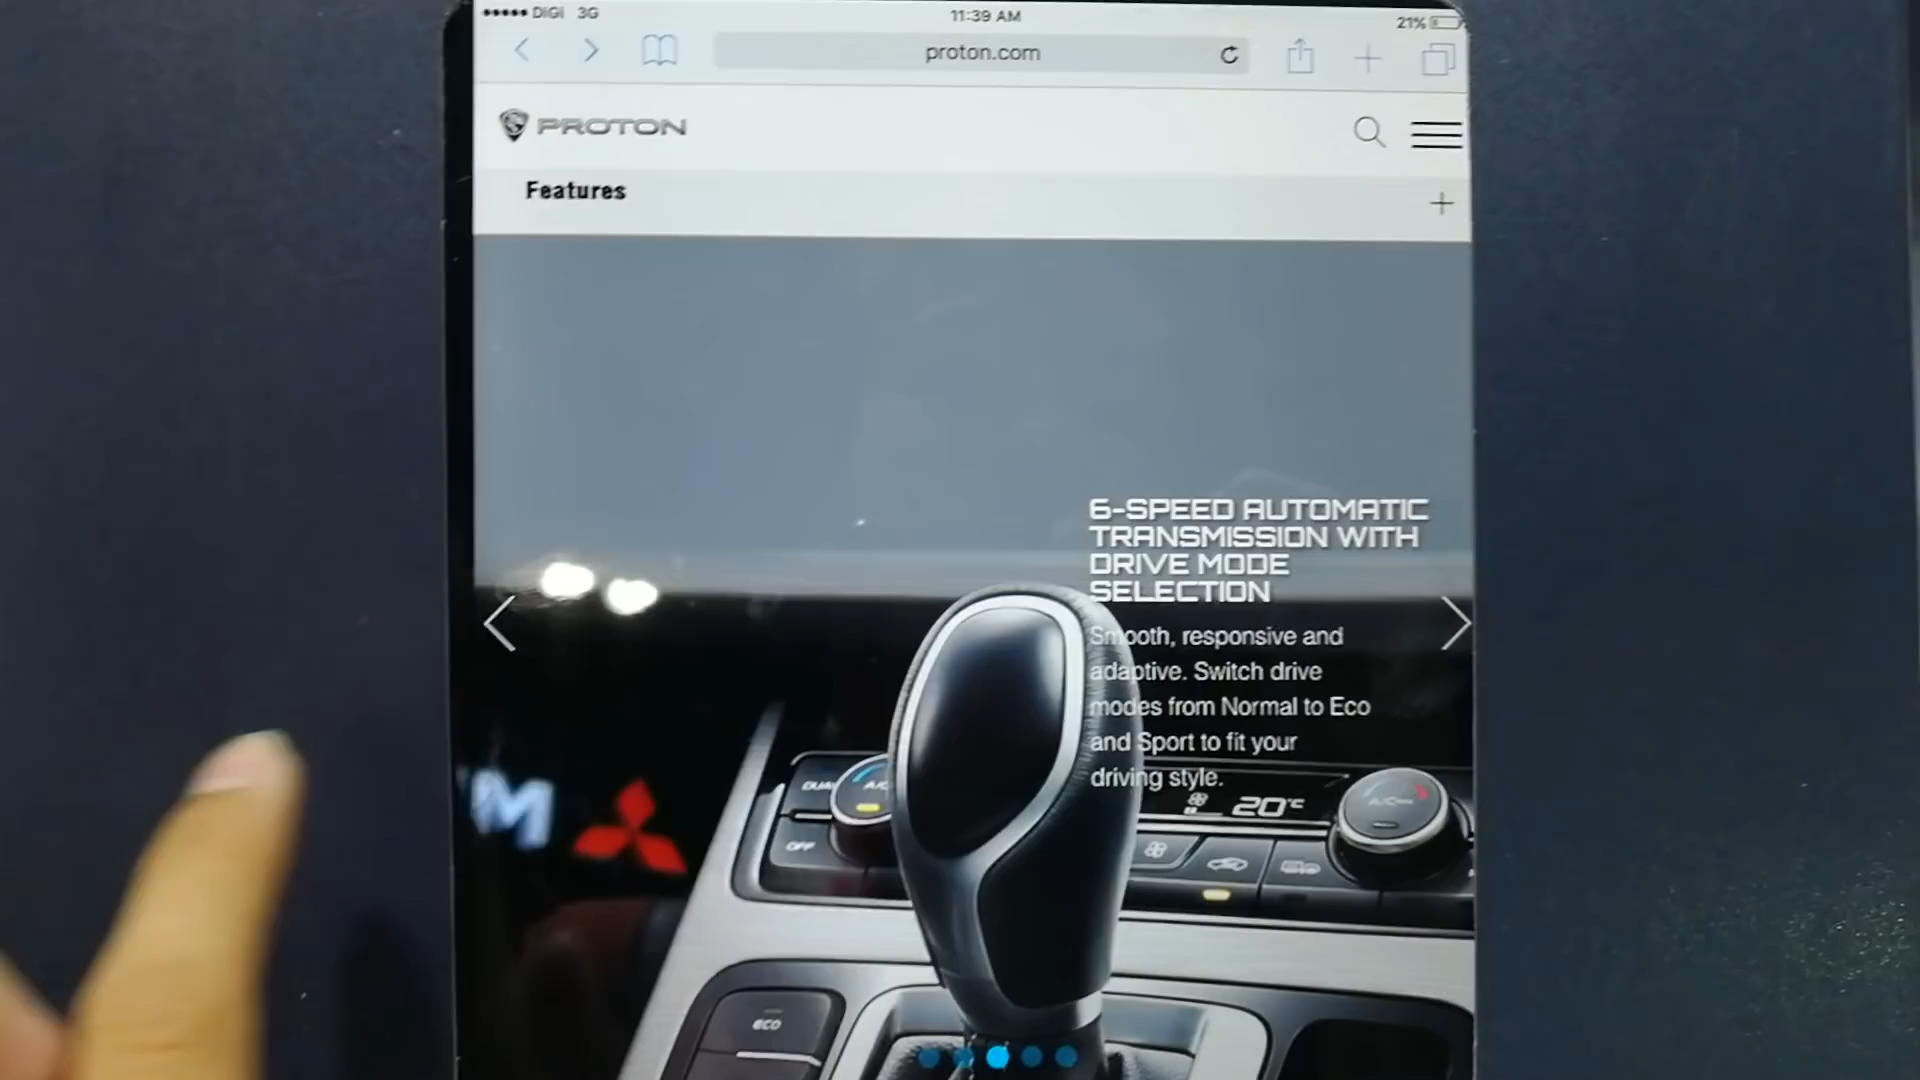 DIGI 3G 11:39 AM 21%
proton.com
PROTON
Features
6-SPEED AUTOMATIC
TRANSMISSION WITH
DRIVE MODE
SELECTION
Smooth, responsive and
adaptive. Switch drive
modes from Normal to Eco
and Sport to fit your
driving style.
DUAL A/C
20°C
A/C
OFF
ECO